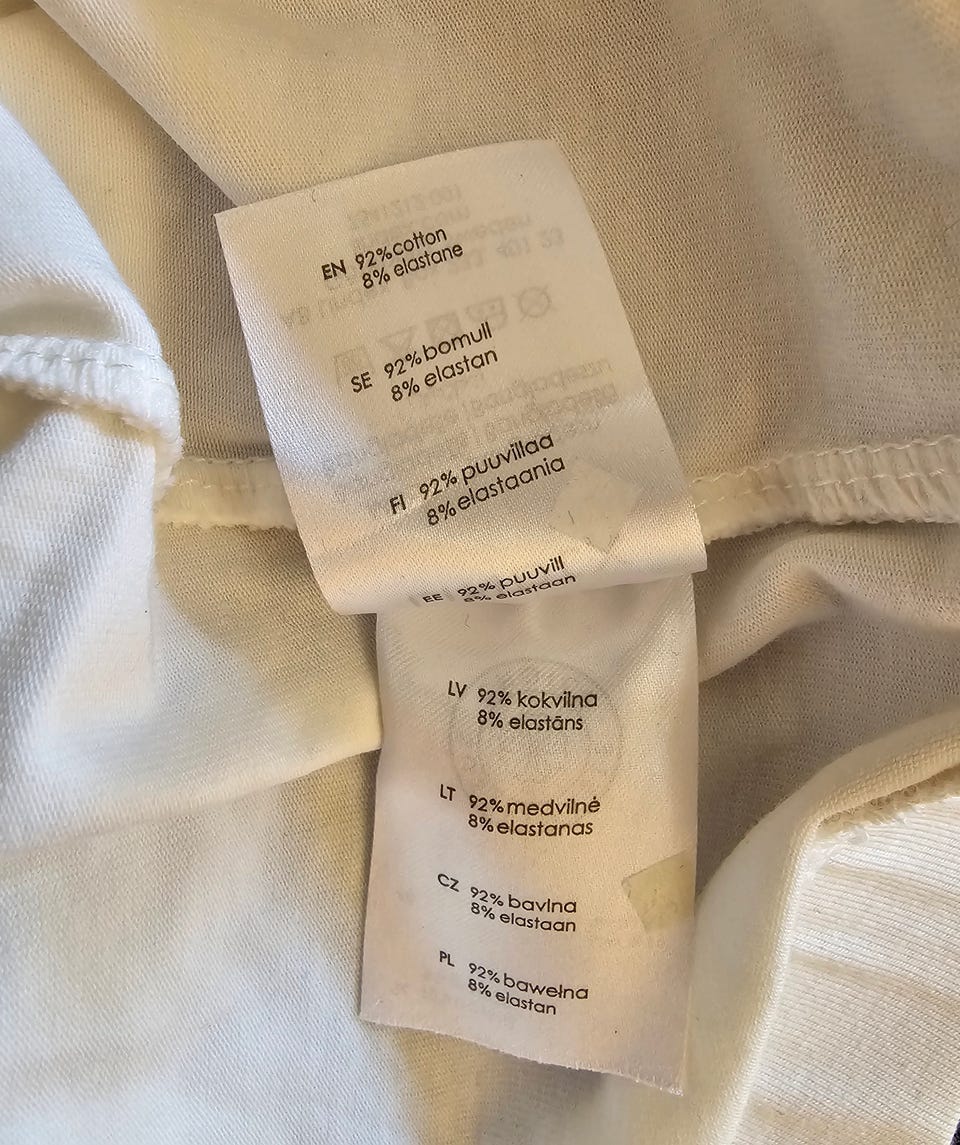 EN 92% cotton
8% elastane
SE 92% bomull
8% elastan
FI 92% puuvillaa
8% elastaania
EE 92% puuvill
8% elastaan
LV 92% kokvilna
8% elastāns
LT 92% medvilnė
8% elastanas
CZ 92% bavlna
8% elastaan
PL 92% bawełna
8% elastan